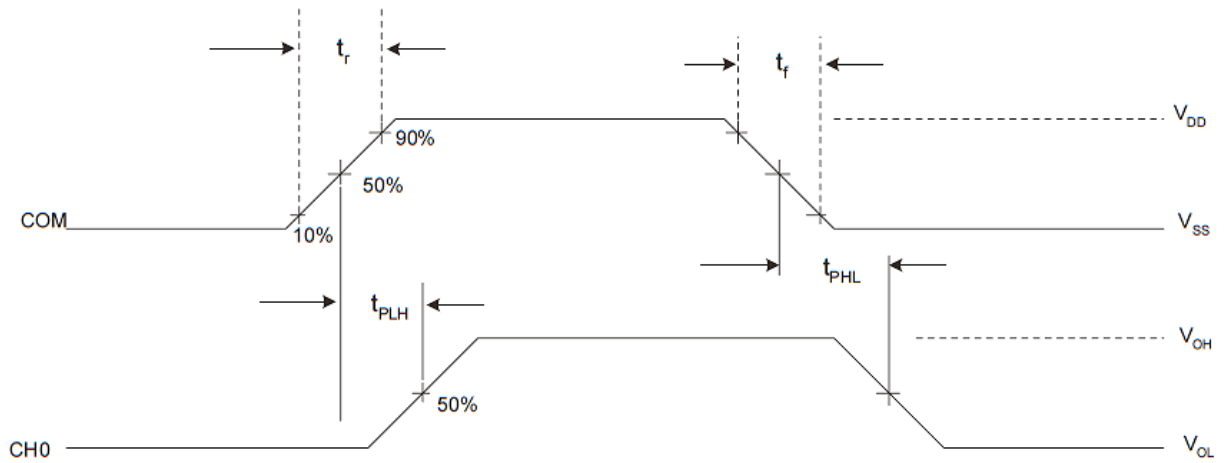 tr
tf
90%
VDD
50%
COM
10%
VSS
tPHL
tPLH
VOH
50%
CH0
VOL